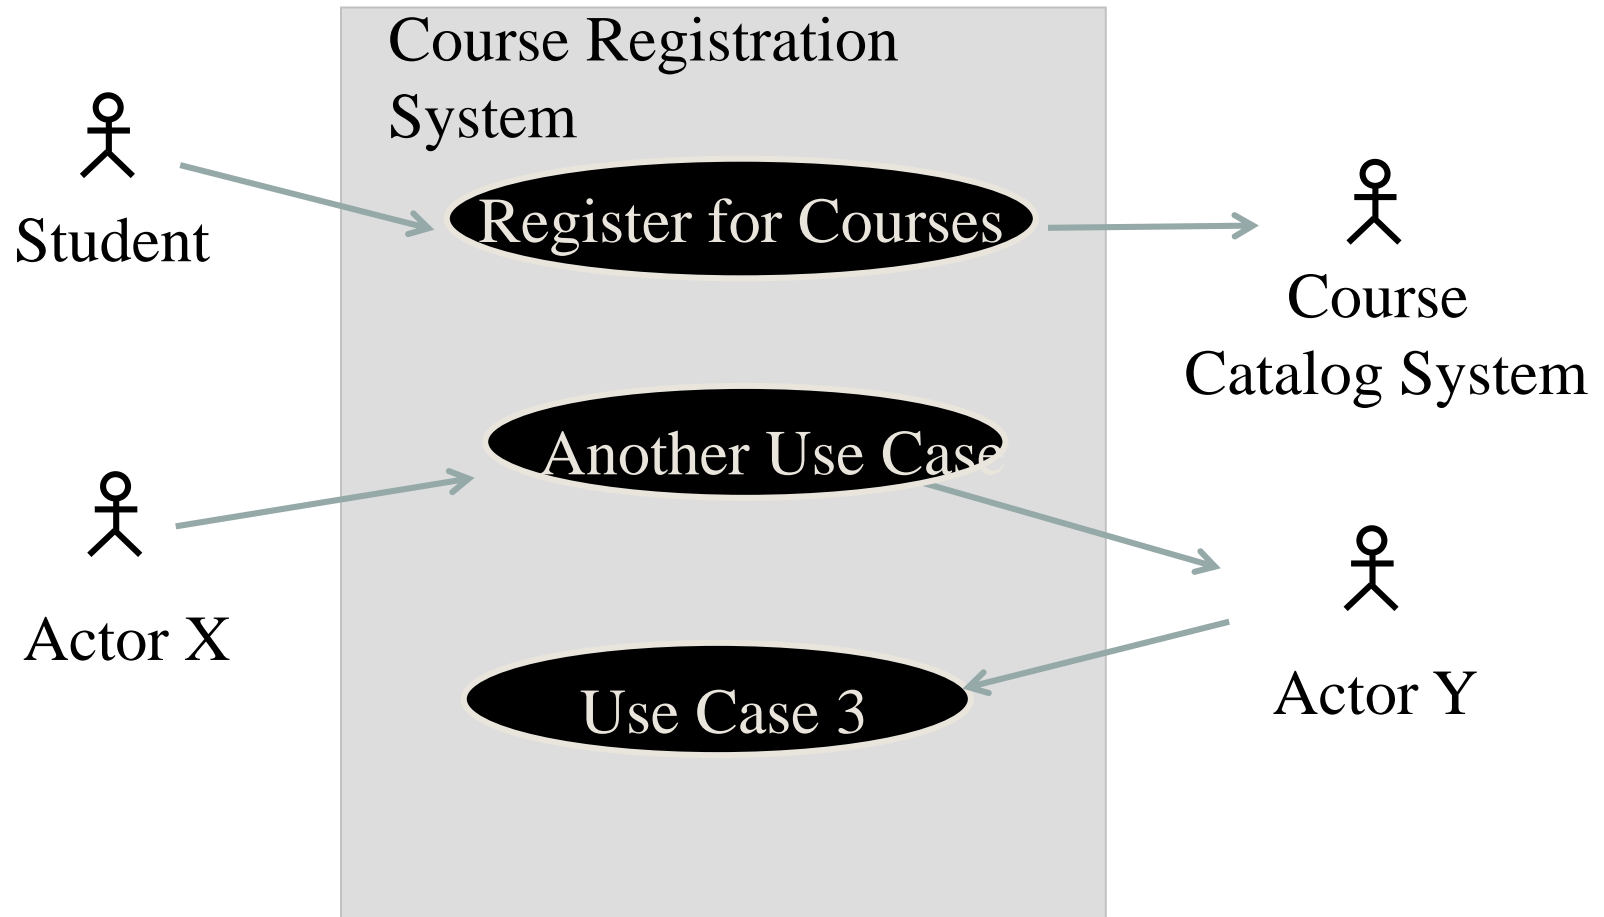 Course Registration
System
Student
Register for Courses
Course
Catalog System
Another Use Case
Actor X
Actor Y
Use Case 3